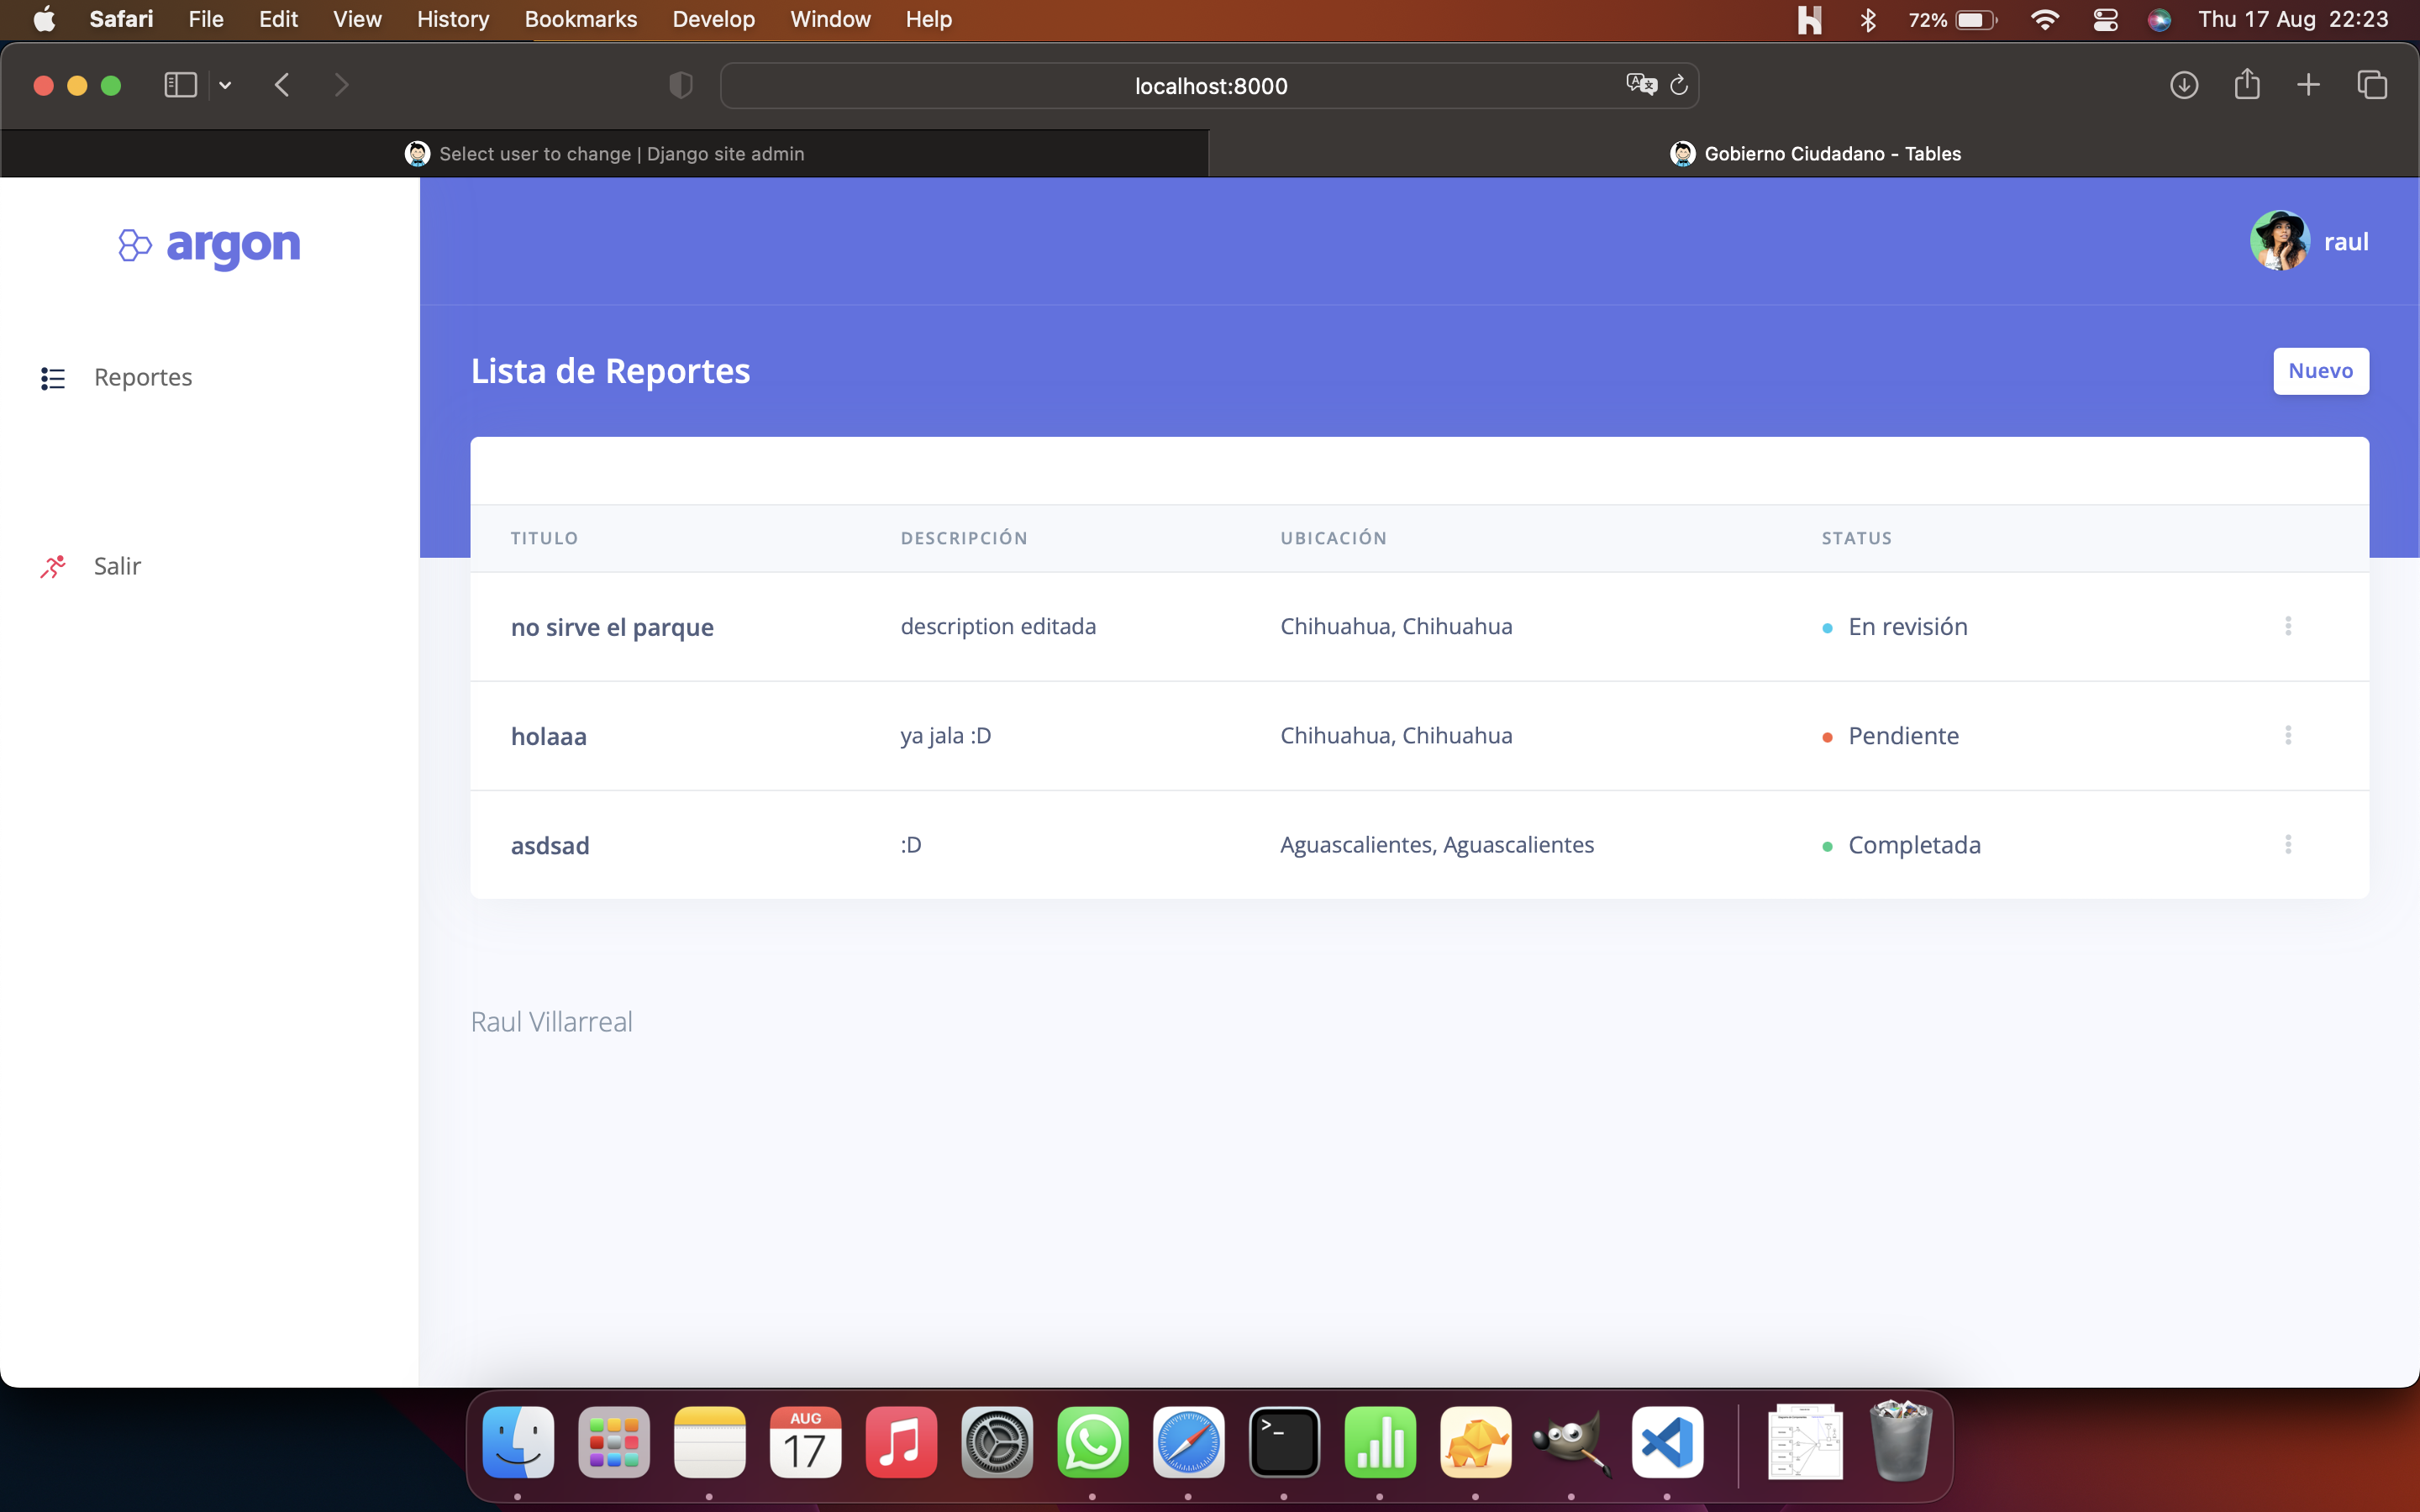 Safari File Edit View History Bookmarks Develop Window Help 72% Thu 17 Aug 22:23
localhost:8000
Select user to change | Django site admin
Gobierno Ciudadano - Tables
argon
raul
Reportes
Lista de Reportes
Nuevo
Salir
TITULO DESCRIPCIÓN UBICACIÓN STATUS
no sirve el parque description editada Chihuahua, Chihuahua En revisión
holaaa ya jala :D Chihuahua, Chihuahua Pendiente
asdsad :D Aguascalientes, Aguascalientes Completada
Raul Villarreal
AUG
17